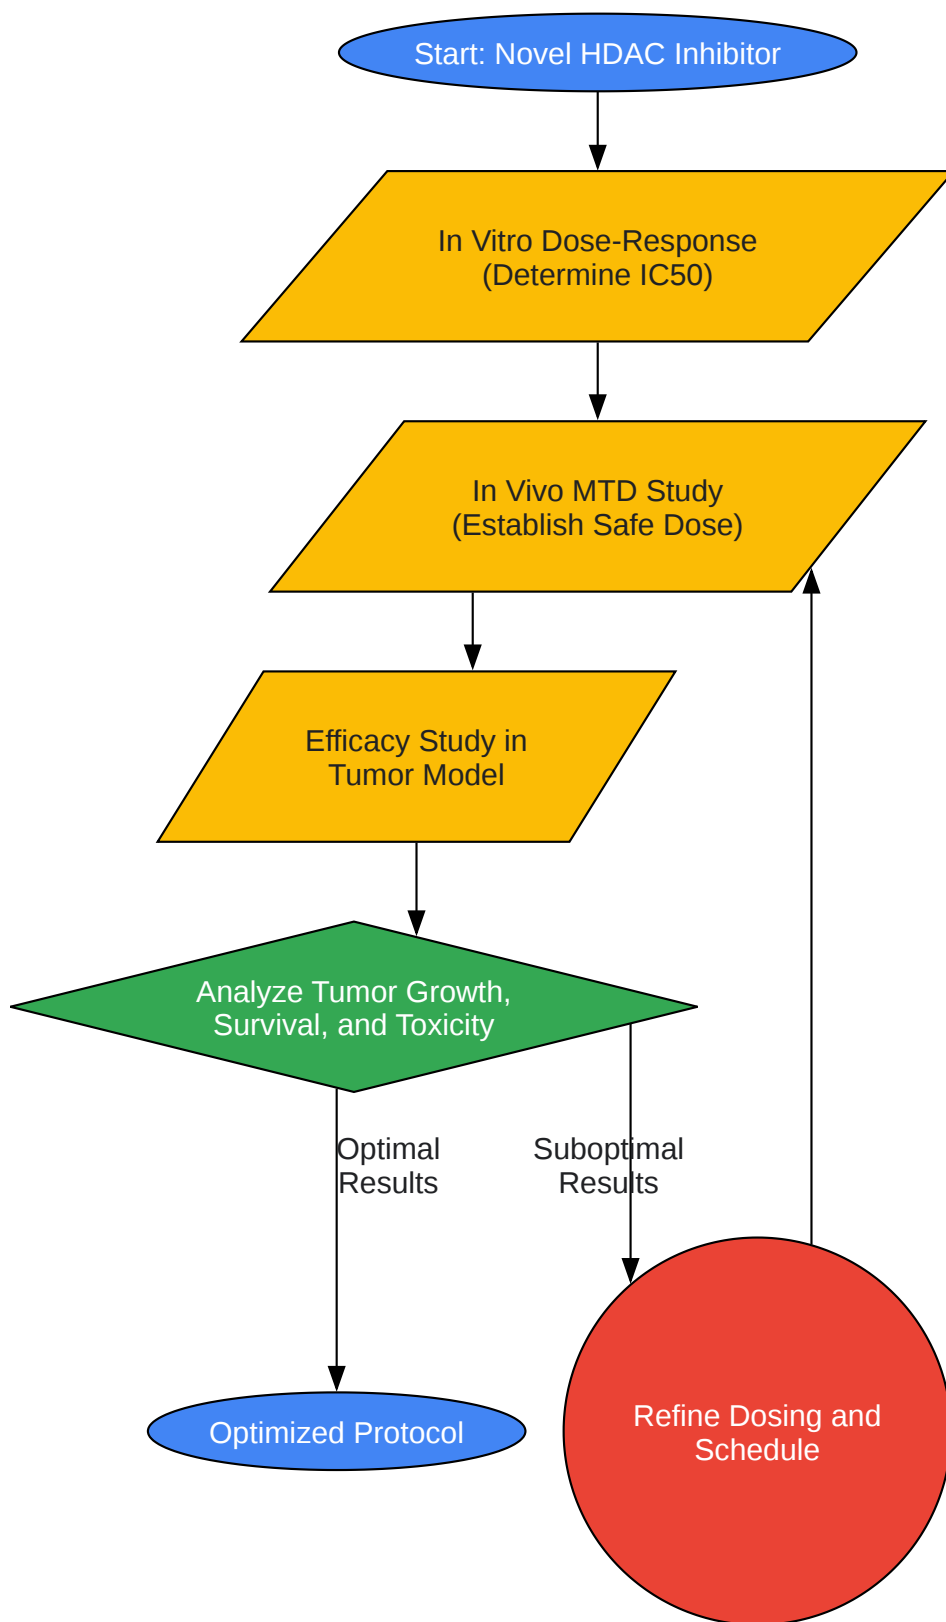 Start: Novel HDAC Inhibitor
In Vitro Dose-Response
(Determine IC50)
In Vivo MTD Study
(Establish Safe Dose)
Efficacy Study in
Tumor Model
Analyze Tumor Growth,
Survival, and Toxicity
Optimal
Results
Suboptimal
Results
Optimized Protocol
Refine Dosing and
Schedule